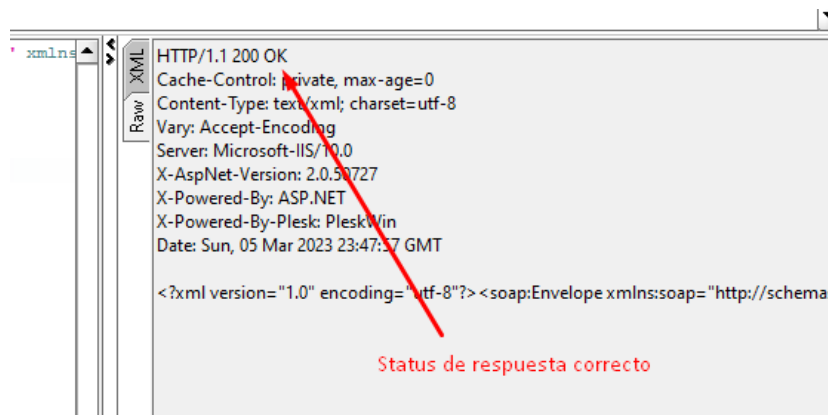 ' xmlns
XML
Raw
HTTP/1.1 200 OK
Cache-Control: private, max-age=0
Content-Type: text/xml; charset=utf-8
Vary: Accept-Encoding
Server: Microsoft-IIS/10.0
X-AspNet-Version: 2.0.50727
X-Powered-By: ASP.NET
X-Powered-By-Plesk: PleskWin
Date: Sun, 05 Mar 2023 23:47:57 GMT
<?xml version="1.0" encoding="utf-8"?><soap:Envelope xmlns:soap="http://schema
Status de respuesta correcto